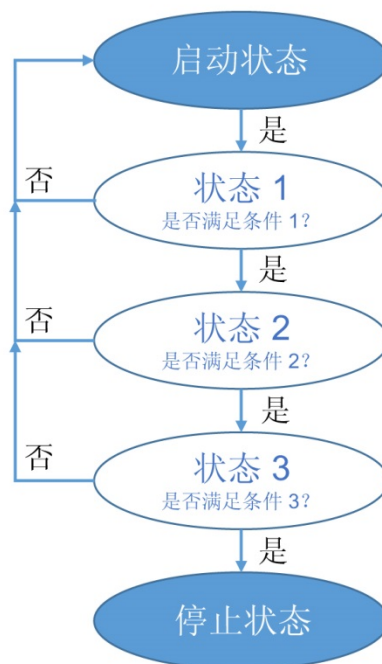 启动状态
是
状态 1
是否满足条件 1?
否
是
状态 2
是否满足条件 2?
否
是
状态 3
是否满足条件 3?
否
是
停止状态